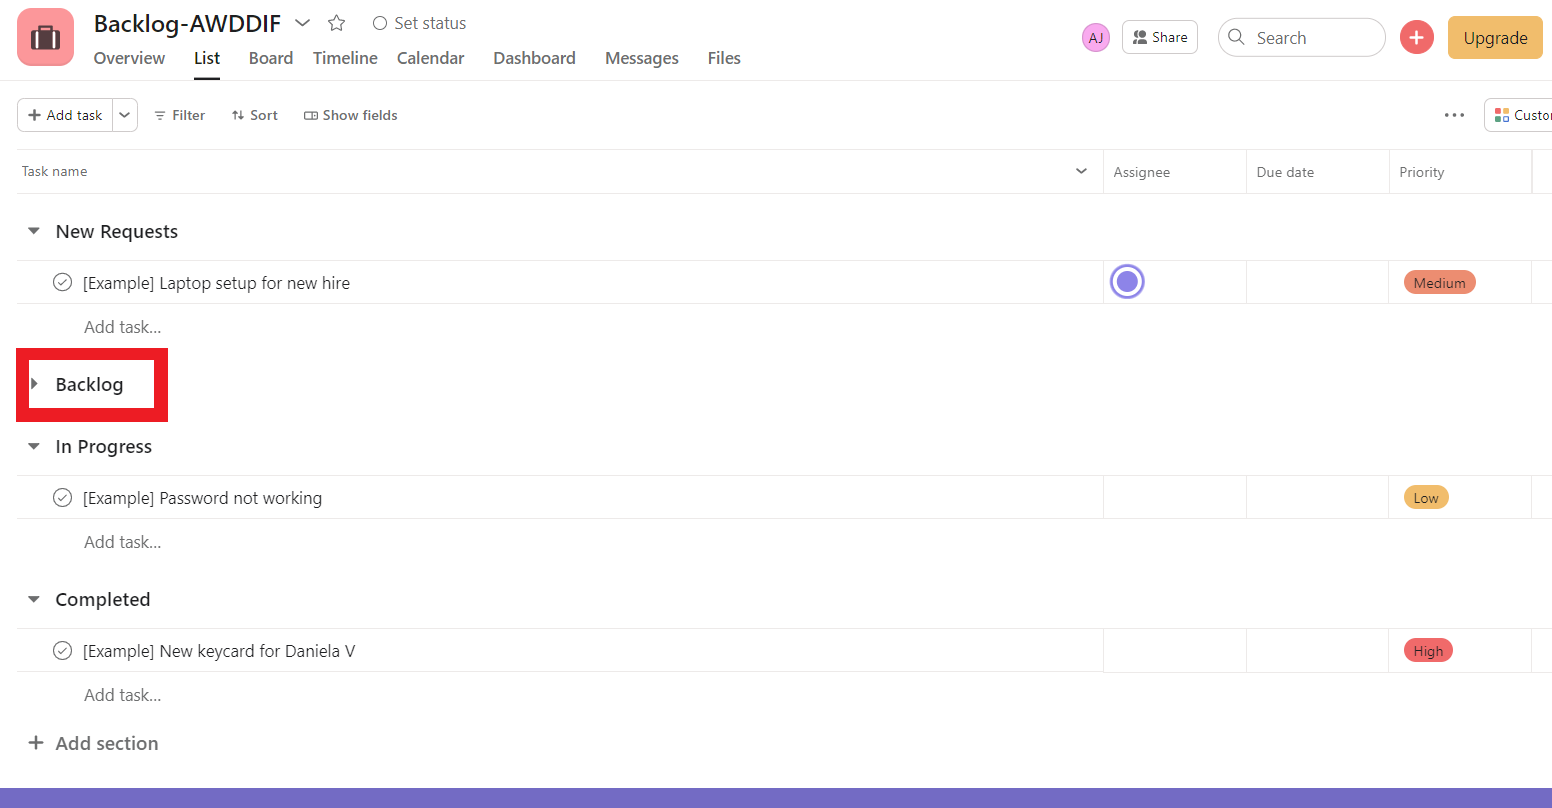 Backlog-AWDDIF Set status
Overview List Board Timeline Calendar Dashboard Messages Files
AJ Share Search Upgrade
Add task Filter Sort Show fields
Custo
Task name Assignee Due date Priority
New Requests
[Example] Laptop setup for new hire Medium
Add task...
Backlog
In Progress
[Example] Password not working Low
Add task...
Completed
[Example] New keycard for Daniela V High
Add task...
Add section